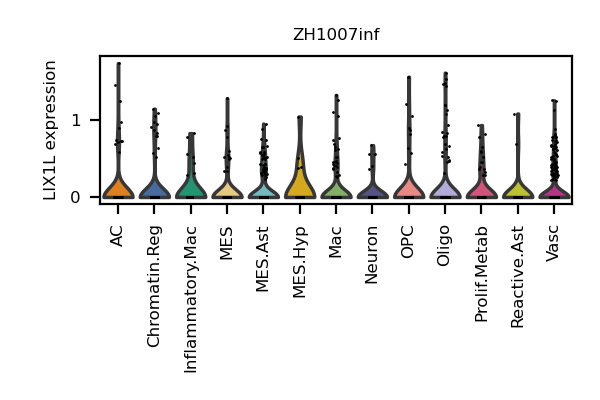 ZH1007inf
LIX1L expression
1
0
AC
Chromatin.Reg
Inflammatory.Mac
MES
MES.Ast
MES.Hyp
Mac
Neuron
OPC
Oligo
Prolif.Metab
Reactive.Ast
Vasc